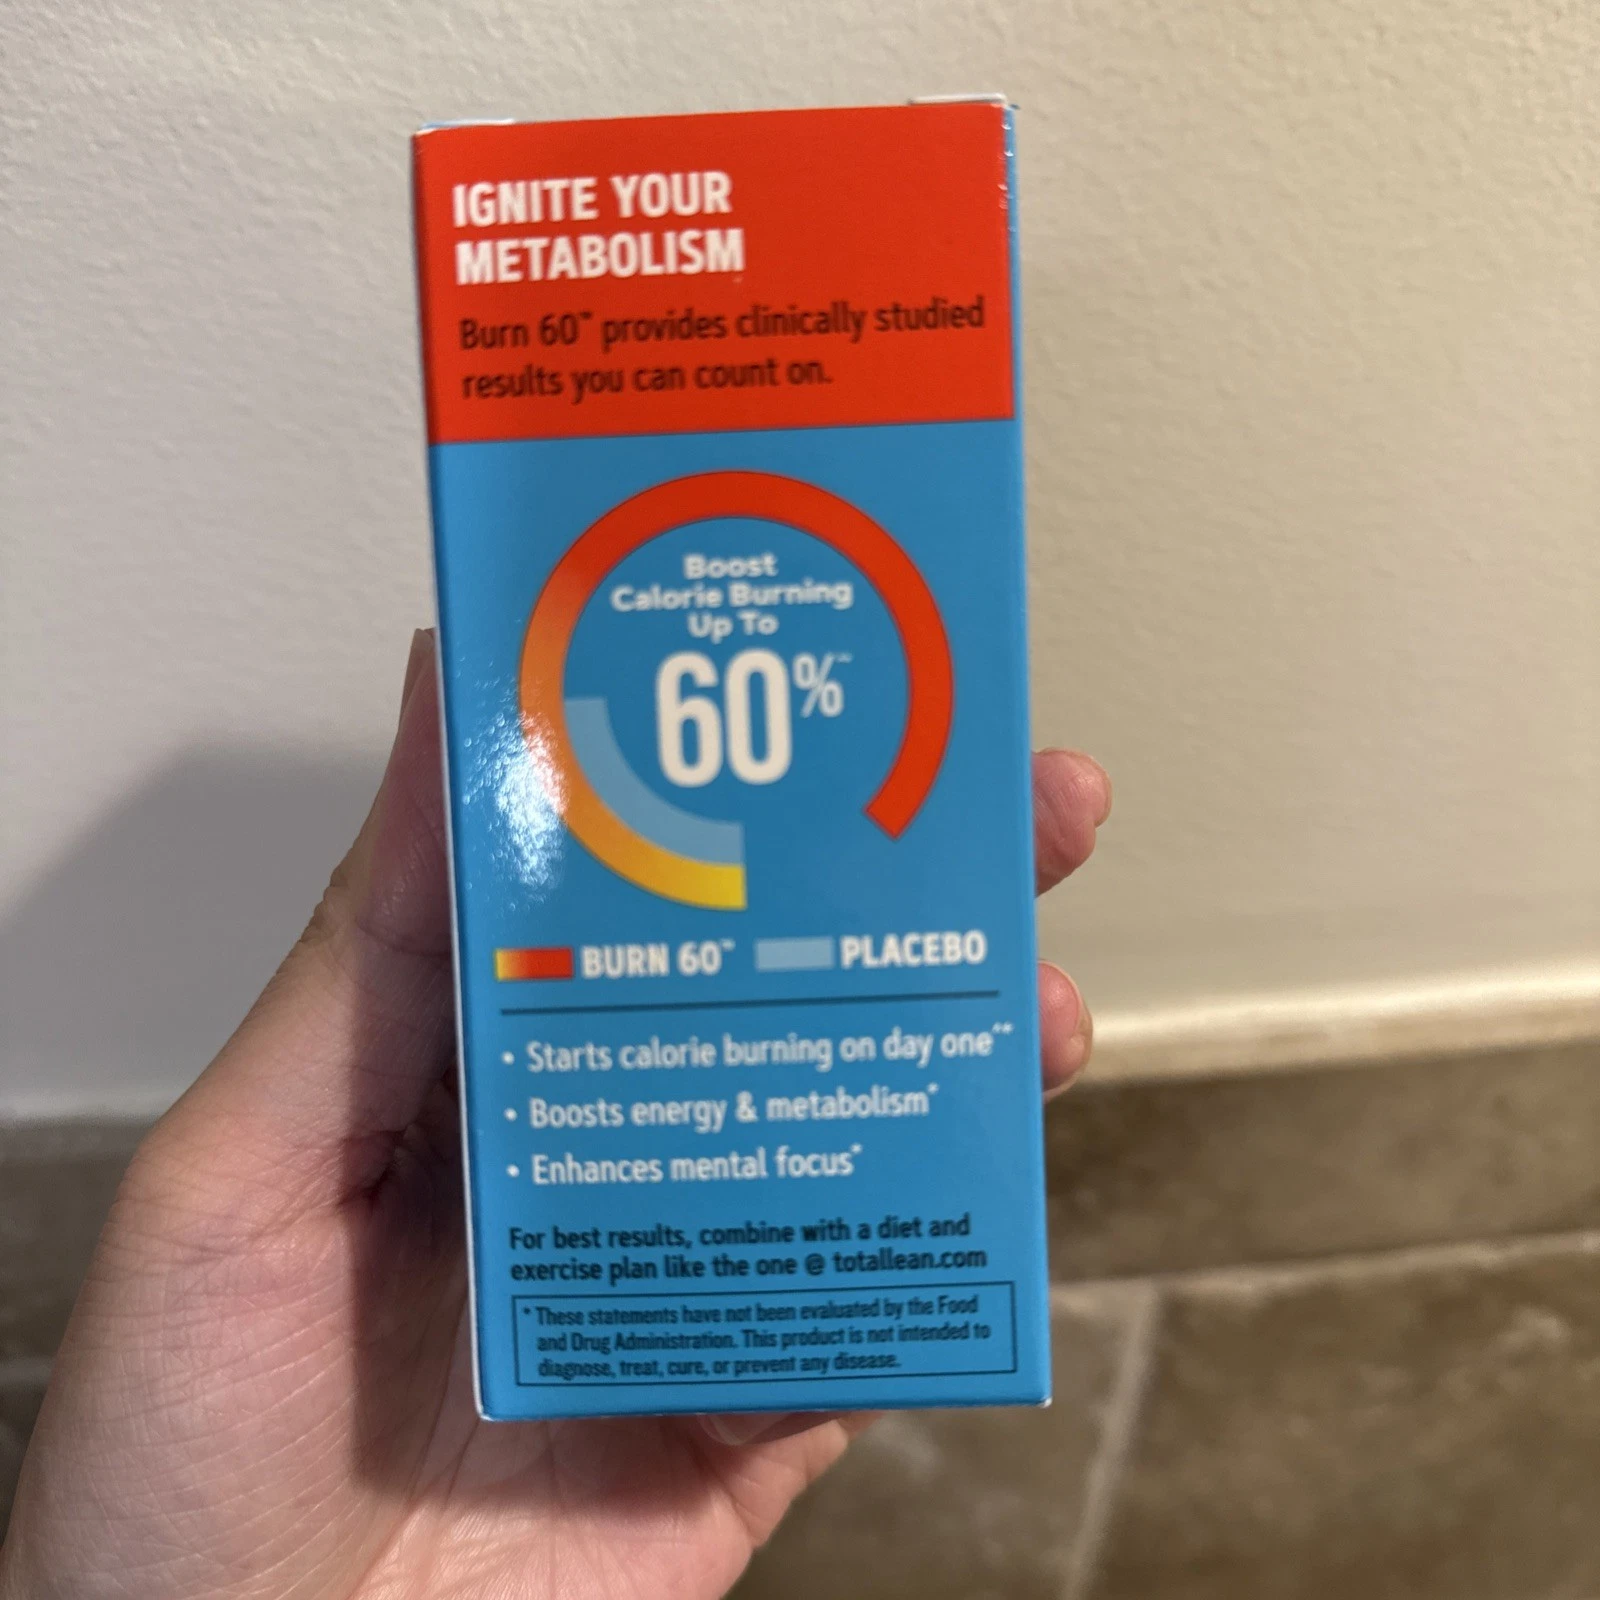 IGNITE YOUR
METABOLISM
Burn 60™ provides clinically studied
results you can count on.
Boost
Calorie Burning
Up To
60%**
BURN 60™ PLACEBO
• Starts calorie burning on day one**
• Boosts energy & metabolism*
• Enhances mental focus*
For best results, combine with a diet and
exercise plan like the one @ totallean.com
* These statements have not been evaluated by the Food
and Drug Administration. This product is not intended to
diagnose, treat, cure, or prevent any disease.